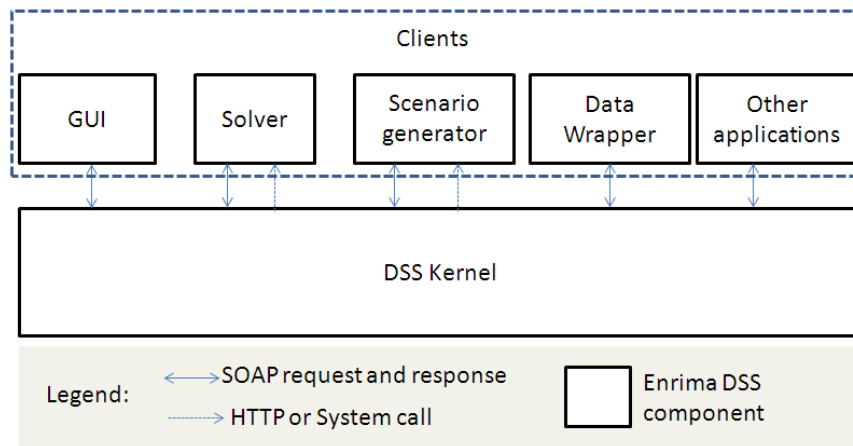 Clients
GUI
Solver
Scenario
generator
Data
Wrapper
Other
applications
DSS Kernel
Legend:
SOAP request and response
HTTP or System call
Enrima DSS
component